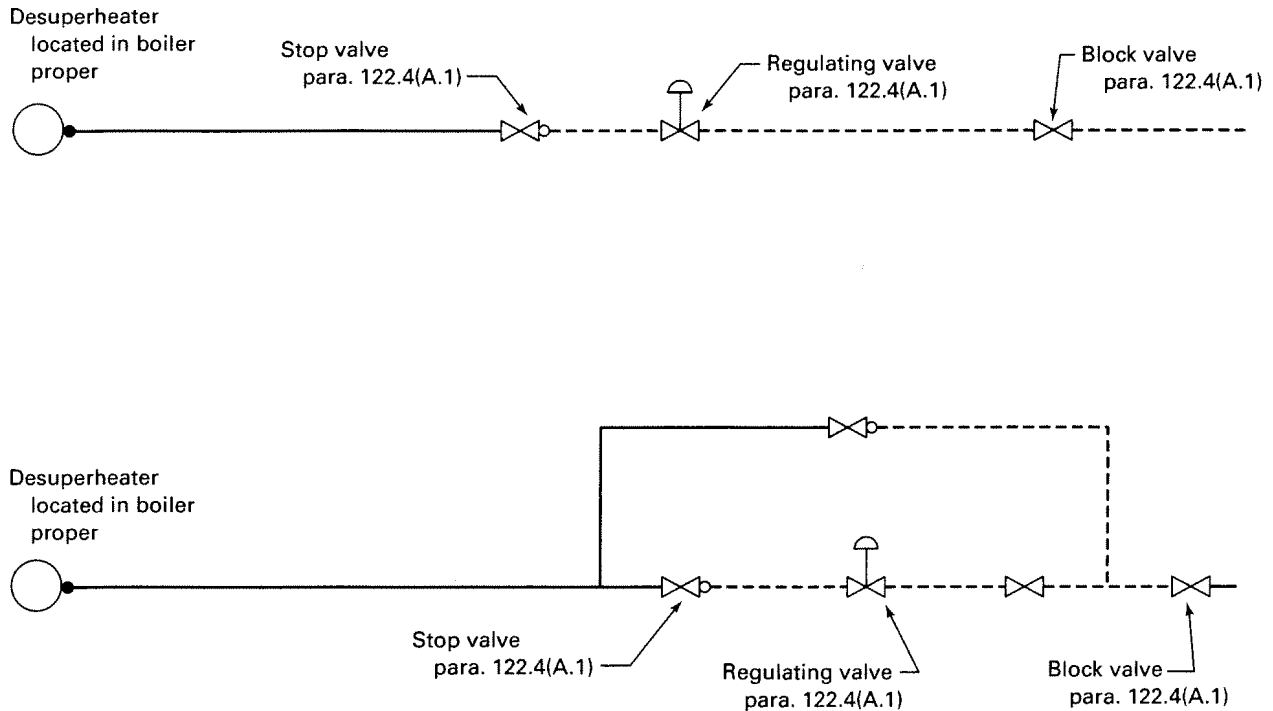 Desuperheater
located in boiler
proper
Stop valve
para. 122.4(A.1)
Regulating valve
para. 122.4(A.1)
Block valve
para. 122.4(A.1)
Desuperheater
located in boiler
proper
Stop valve
para. 122.4(A.1)
Regulating valve
para. 122.4(A.1)
Block valve
para. 122.4(A.1)